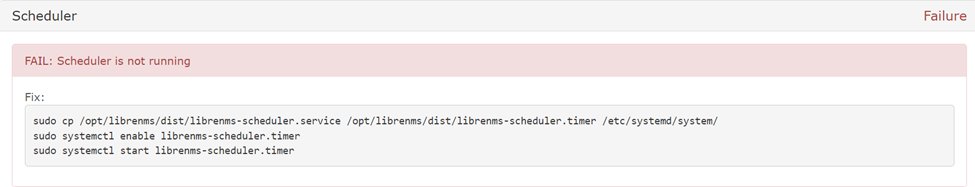 Scheduler
Failure
FAIL: Scheduler is not running
Fix:
sudo cp /opt/librenms/dist/librenms-scheduler.service /opt/librenms/dist/librenms-scheduler.timer /etc/systemd/system/
sudo systemctl enable librenms-scheduler.timer
sudo systemctl start librenms-scheduler.timer